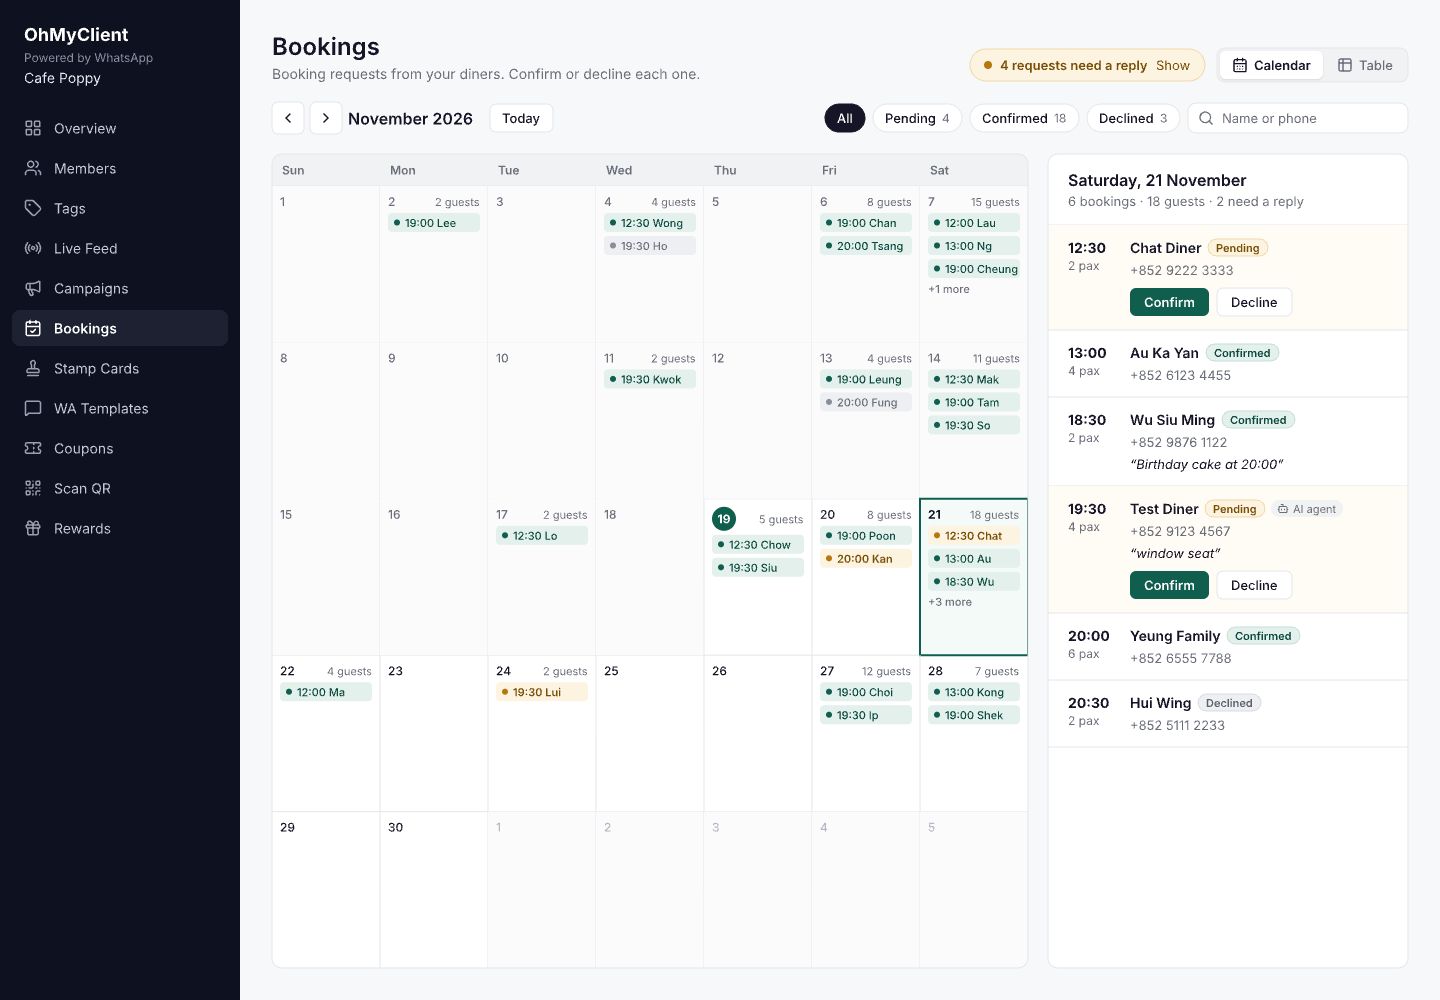 OhMyClient
Powered by WhatsApp
Cafe Poppy
Overview
Members
Tags
Live Feed
Campaigns
Bookings
Stamp Cards
WA Templates
Coupons
Scan QR
Rewards
Bookings
Booking requests from your diners. Confirm or decline each one.
4 requests need a reply Show
Calendar Table
November 2026 Today
All Pending 4 Confirmed 18 Declined 3 Name or phone
Sun Mon Tue Wed Thu Fri Sat
1
2 2 guests
19:00 Lee
3
4 4 guests
12:30 Wong
19:30 Ho
5
6 8 guests
19:00 Chan
20:00 Tsang
7 15 guests
12:00 Lau
13:00 Ng
19:00 Cheung
+1 more
8
9
10
11 2 guests
19:30 Kwok
12
13 4 guests
19:00 Leung
20:00 Fung
14 11 guests
12:30 Mak
19:00 Tam
19:30 So
15
16
17 2 guests
12:30 Lo
18
19 5 guests
12:30 Chow
19:30 Siu
20 8 guests
19:00 Poon
20:00 Kan
21 18 guests
12:30 Chat
13:00 Au
18:30 Wu
+3 more
22 4 guests
12:00 Ma
23
24 2 guests
19:30 Lui
25
26
27 12 guests
19:00 Choi
19:30 Ip
28 7 guests
13:00 Kong
19:00 Shek
29
30
1
2
3
4
5
Saturday, 21 November
6 bookings · 18 guests · 2 need a reply
12:30 Chat Diner Pending
2 pax +852 9222 3333
Confirm Decline
13:00 Au Ka Yan Confirmed
4 pax +852 6123 4455
18:30 Wu Siu Ming Confirmed
2 pax +852 9876 1122
“Birthday cake at 20:00”
19:30 Test Diner Pending AI agent
4 pax +852 9123 4567
“window seat”
Confirm Decline
20:00 Yeung Family Confirmed
6 pax +852 6555 7788
20:30 Hui Wing Declined
2 pax +852 5111 2233